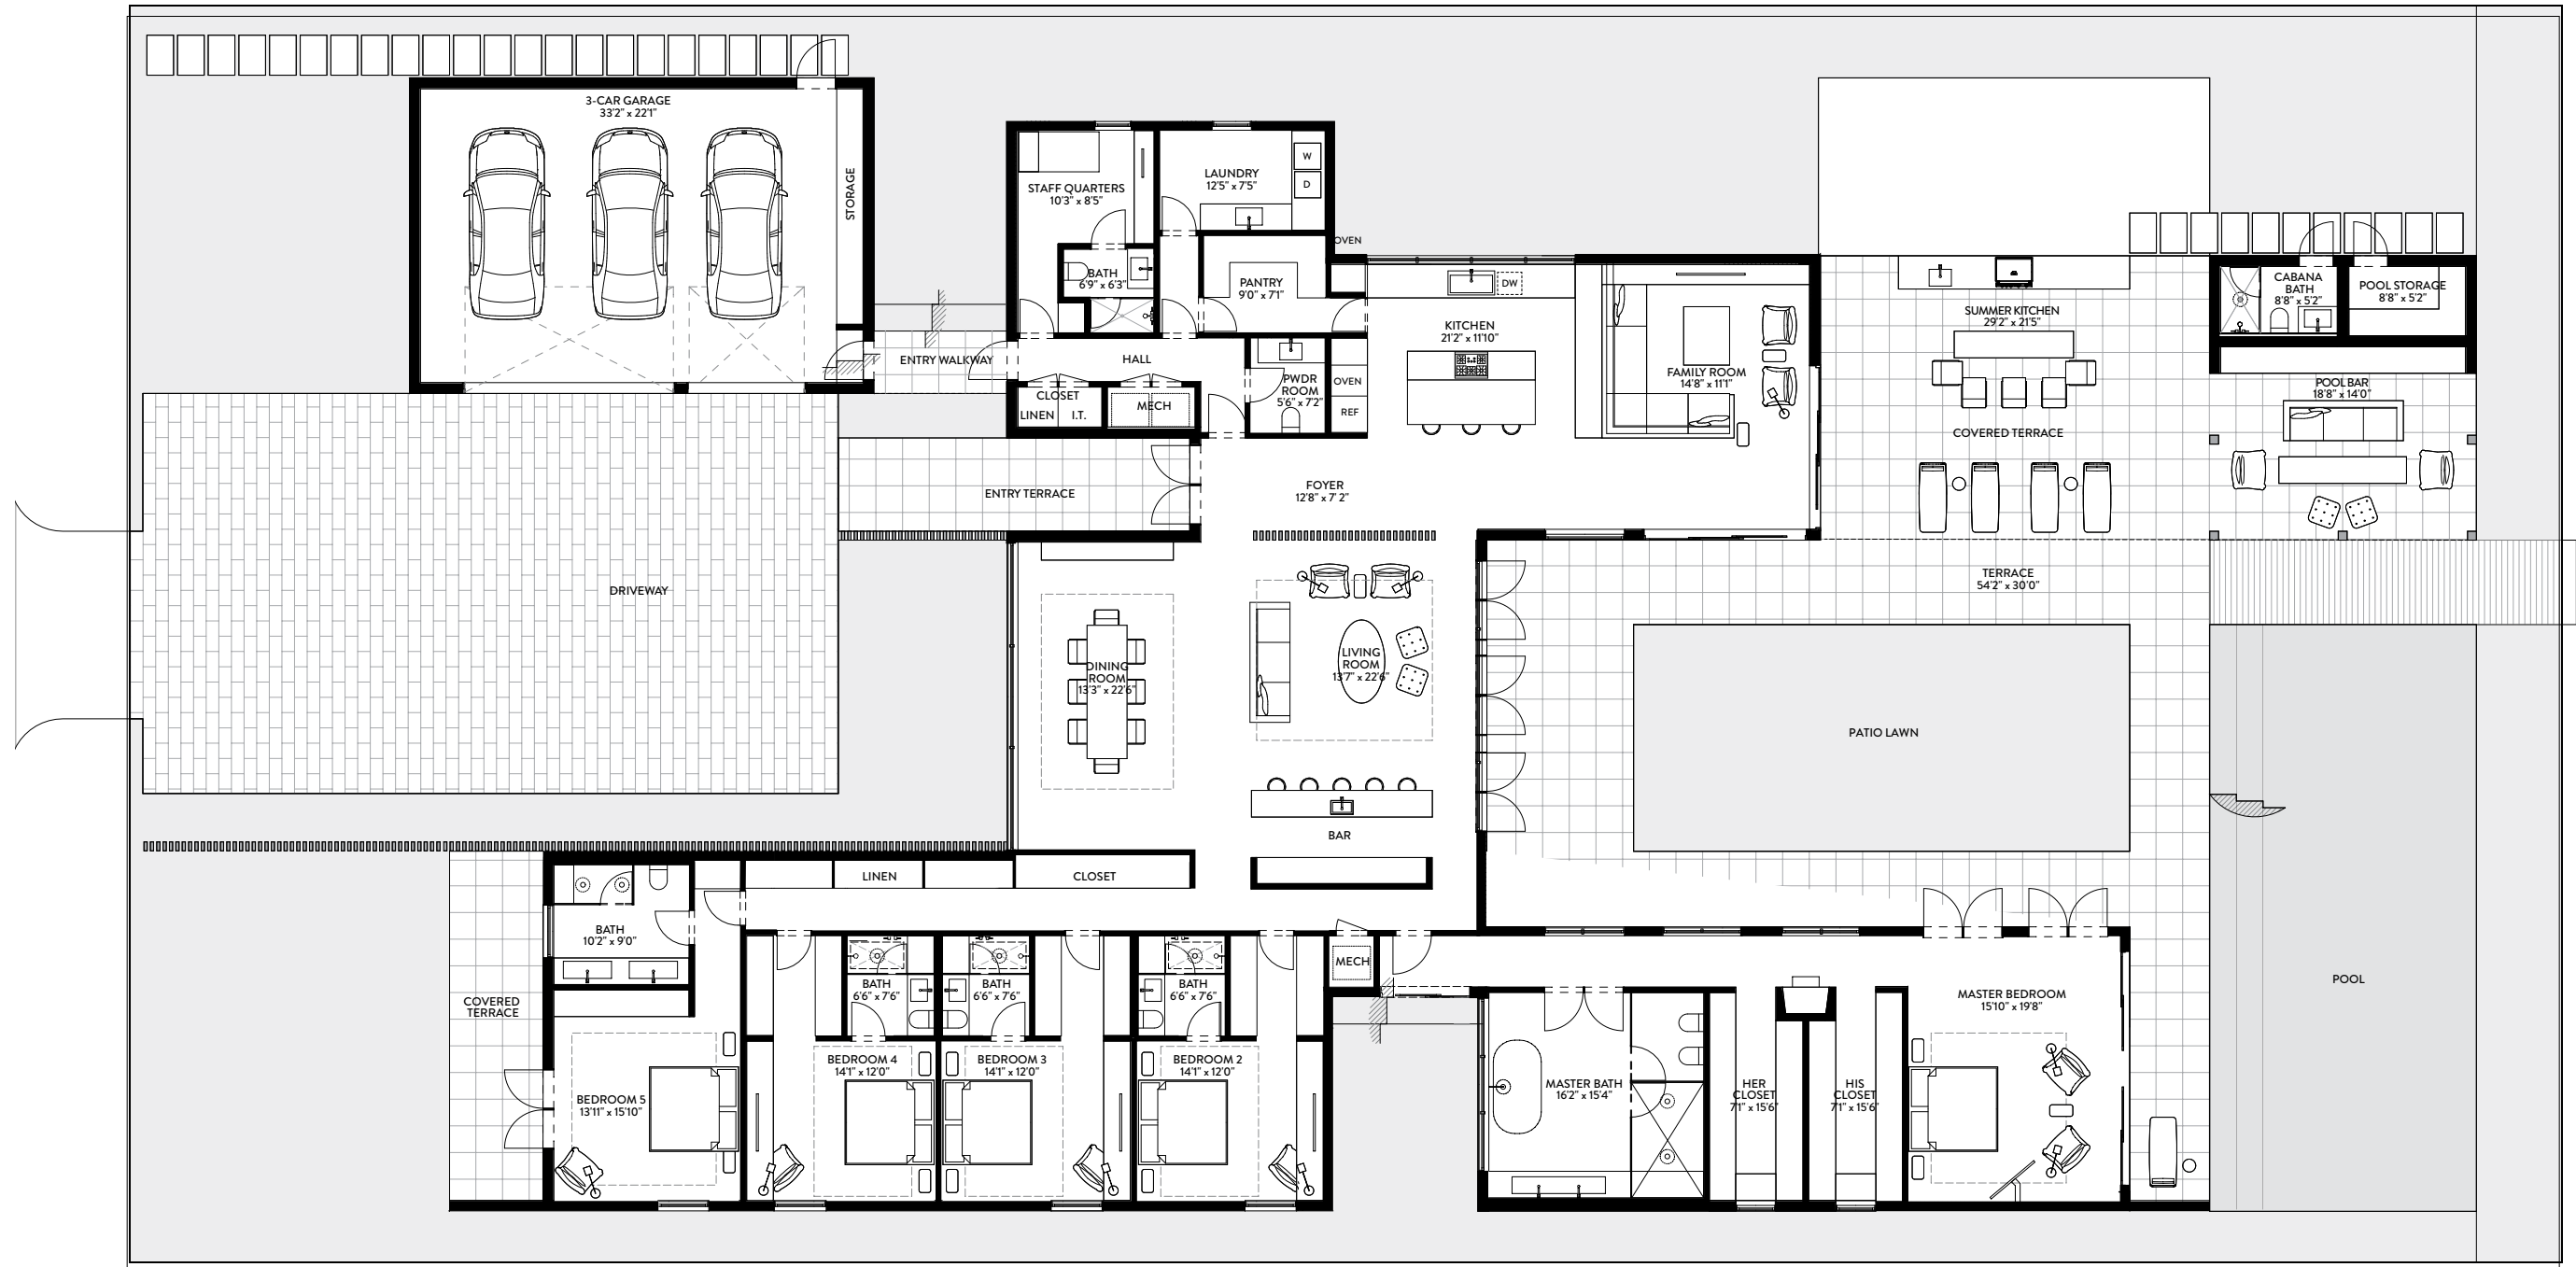 3-CAR GARAGE
33'2" x 22'1"
STORAGE
STAFF QUARTERS
10'3" x 8'5"
LAUNDRY
12'5" x 7'5"
W
D
BATH
6'9" x 6'3"
PANTRY
9'0" x 7'1"
OVEN
DW
KITCHEN
21'2" x 11'10"
FAMILY ROOM
14'8" x 11'1"
SUMMER KITCHEN
29'2" x 21'5"
CABANA
BATH
8'8" x 5'2"
POOL STORAGE
8'8" x 5'2"
ENTRY WALKWAY
HALL
CLOSET
LINEN
I.T.
MECH
PWDR
ROOM
5'6" x 7'2"
OVEN
REF
POOL BAR
18'8" x 14'0"
COVERED TERRACE
ENTRY TERRACE
FOYER
12'8" x 7' 2"
DRIVEWAY
TERRACE
54'2" x 30'0"
DINING
ROOM
13'3" x 22'6"
LIVING
ROOM
13'7" x 22'6"
PATIO LAWN
BAR
LINEN
CLOSET
BATH
10'2" x 9'0"
COVERED
TERRACE
BATH
6'6" x 7'6"
BATH
6'6" x 7'6"
BATH
6'6" x 7'6"
MECH
POOL
MASTER BEDROOM
15'10" x 19'8"
BEDROOM 5
13'11" x 15'10"
BEDROOM 4
14'1" x 12'0"
BEDROOM 3
14'1" x 12'0"
BEDROOM 2
14'1" x 12'0"
MASTER BATH
16'2" x 15'4"
HER
CLOSET
7'1" x 15'6"
HIS
CLOSET
7'1" x 15'6"